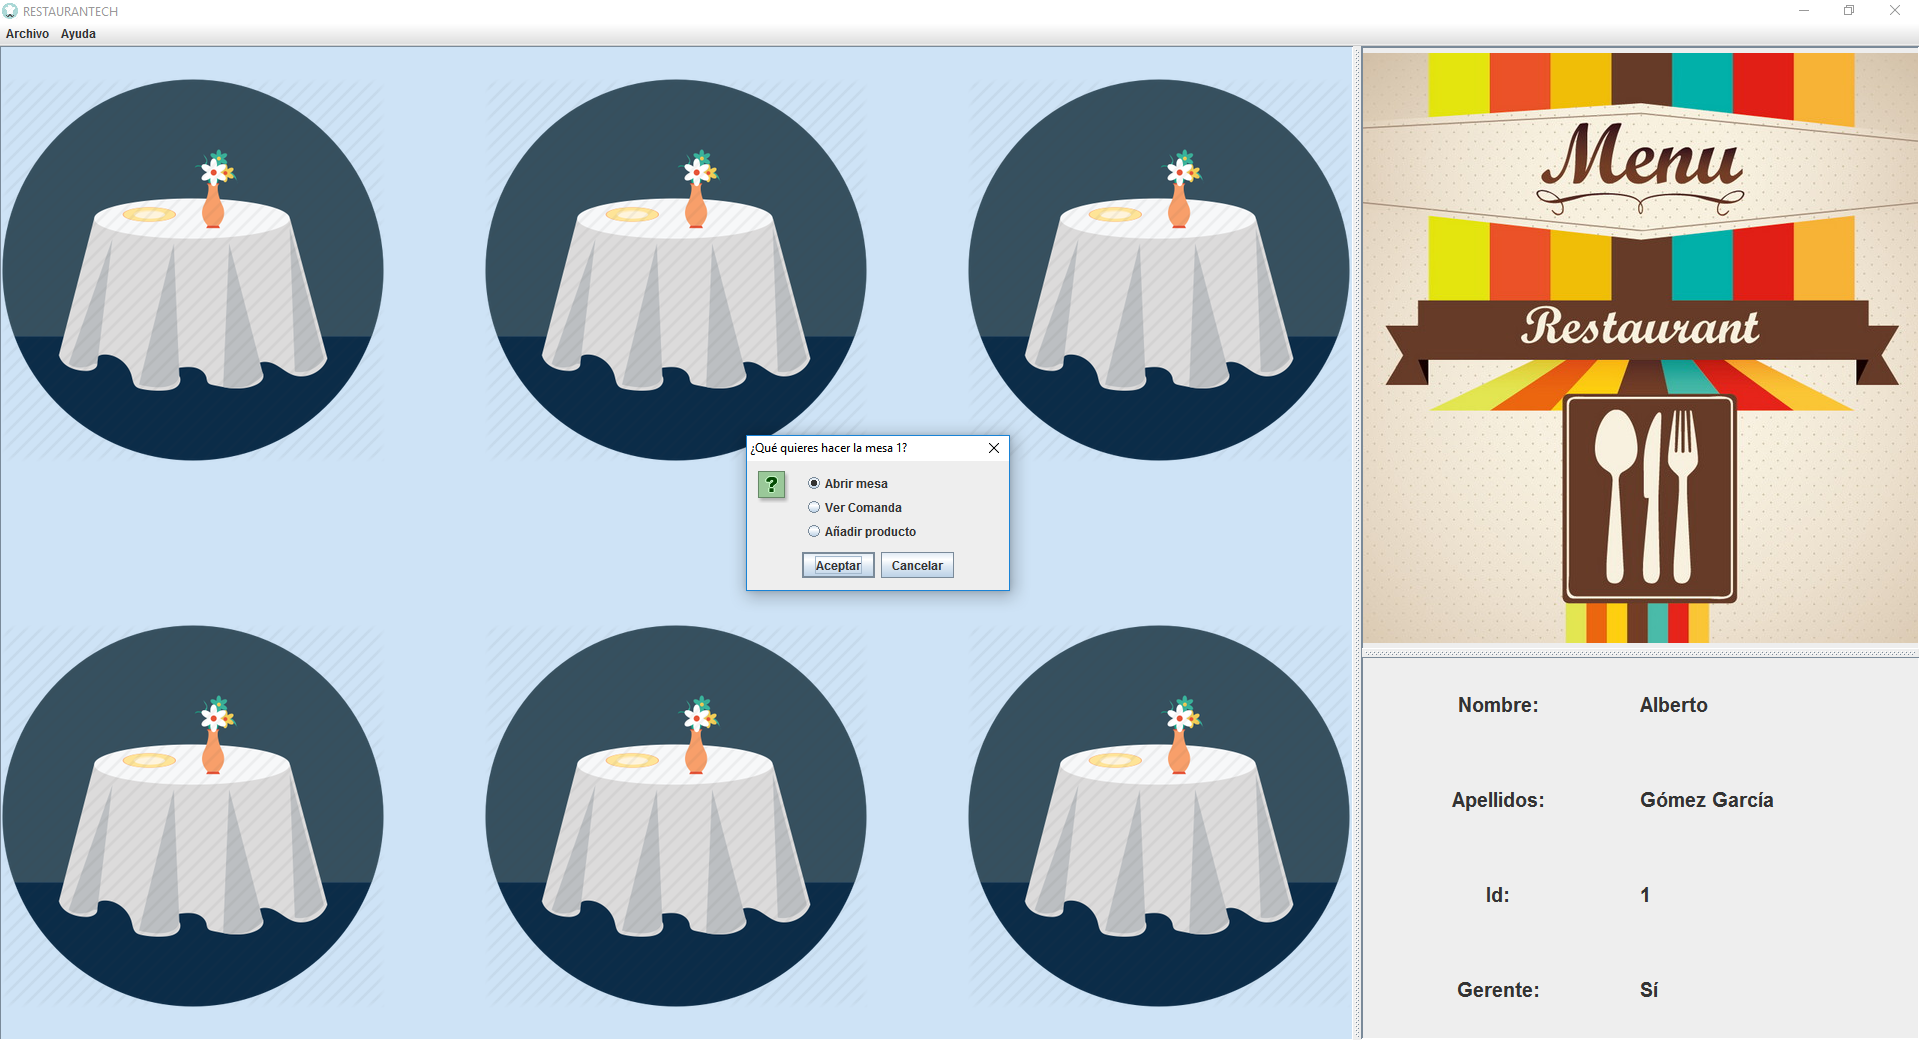 RESTAURANTECH
Archivo Ayuda
¿Qué quieres hacer la mesa 1?
?
Abrir mesa
Ver Comanda
Añadir producto
Aceptar Cancelar
Menu
Restaurant
Nombre: Alberto
Apellidos: Gómez García
Id: 1
Gerente: Sí